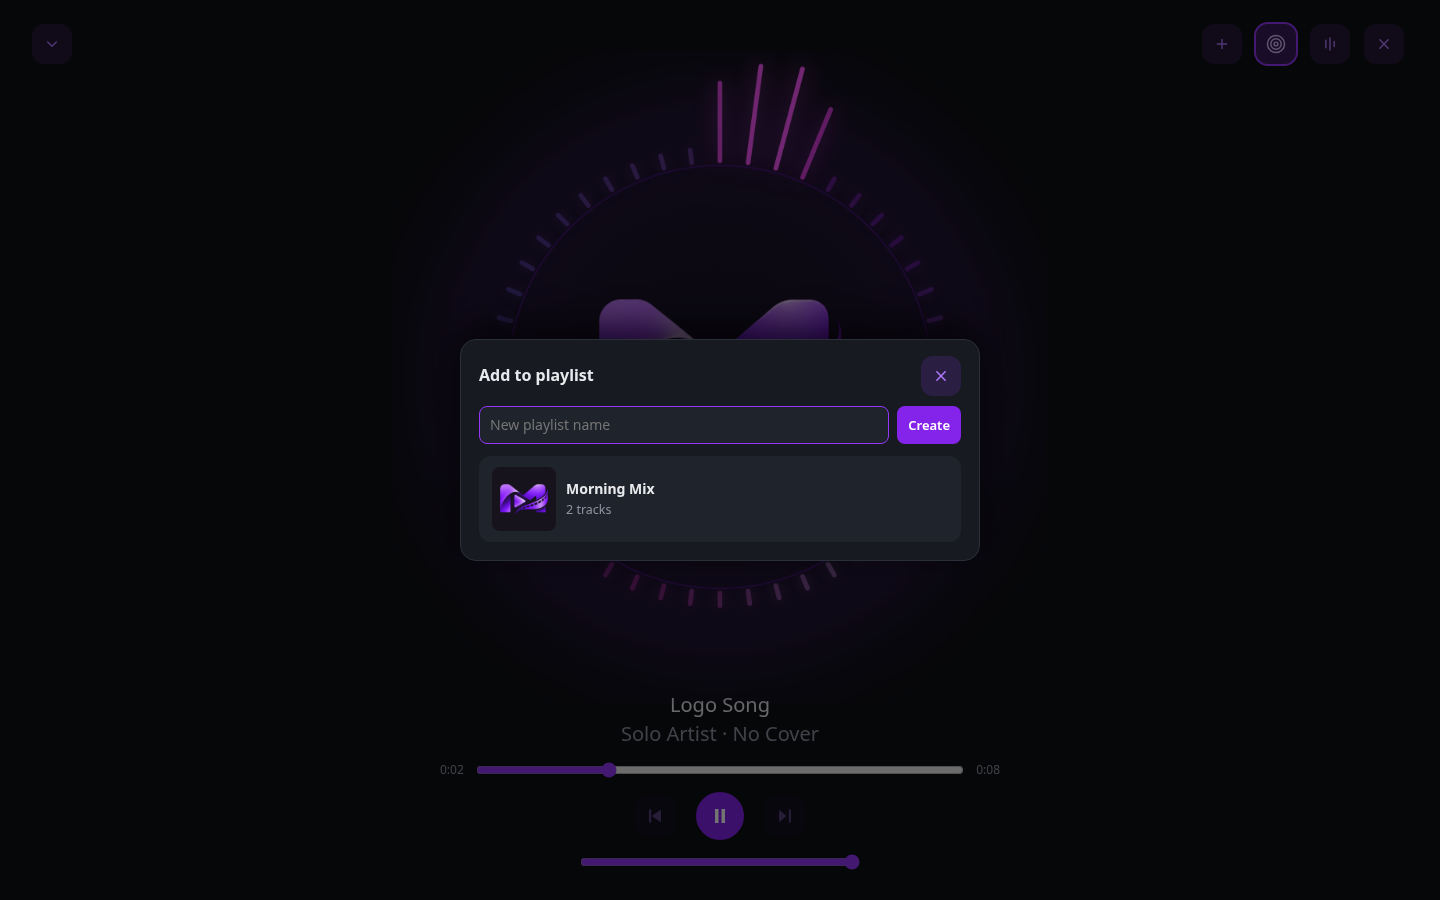 Add to playlist
New playlist name
Create
Morning Mix
2 tracks
Logo Song
Solo Artist · No Cover
0:02
0:08